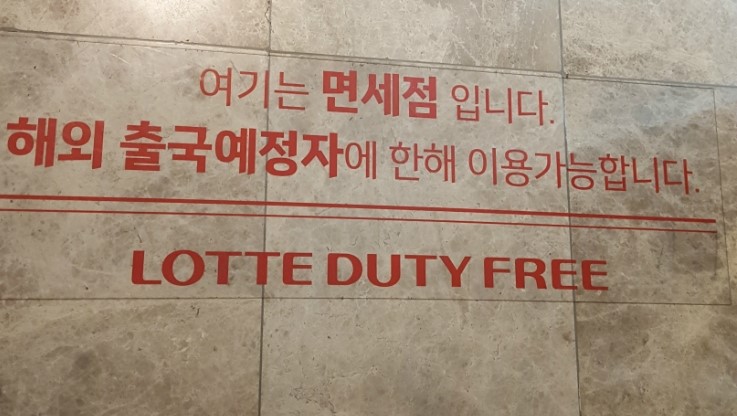 여기는 면세점 입니다.
해외 출국예정자에 한해 이용가능합니다.
LOTTE DUTY FREE